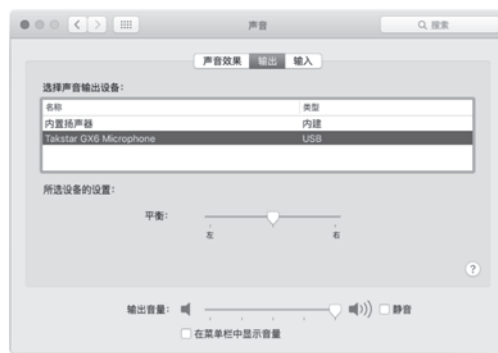 声音
搜索
声音效果 输出 输入
选择声音输出设备：
名称 类型
内置扬声器 内建
Takstar GX6 Microphone USB
所选设备的设置：
平衡：
左 右
?
输出音量： 静音
在菜单栏中显示音量